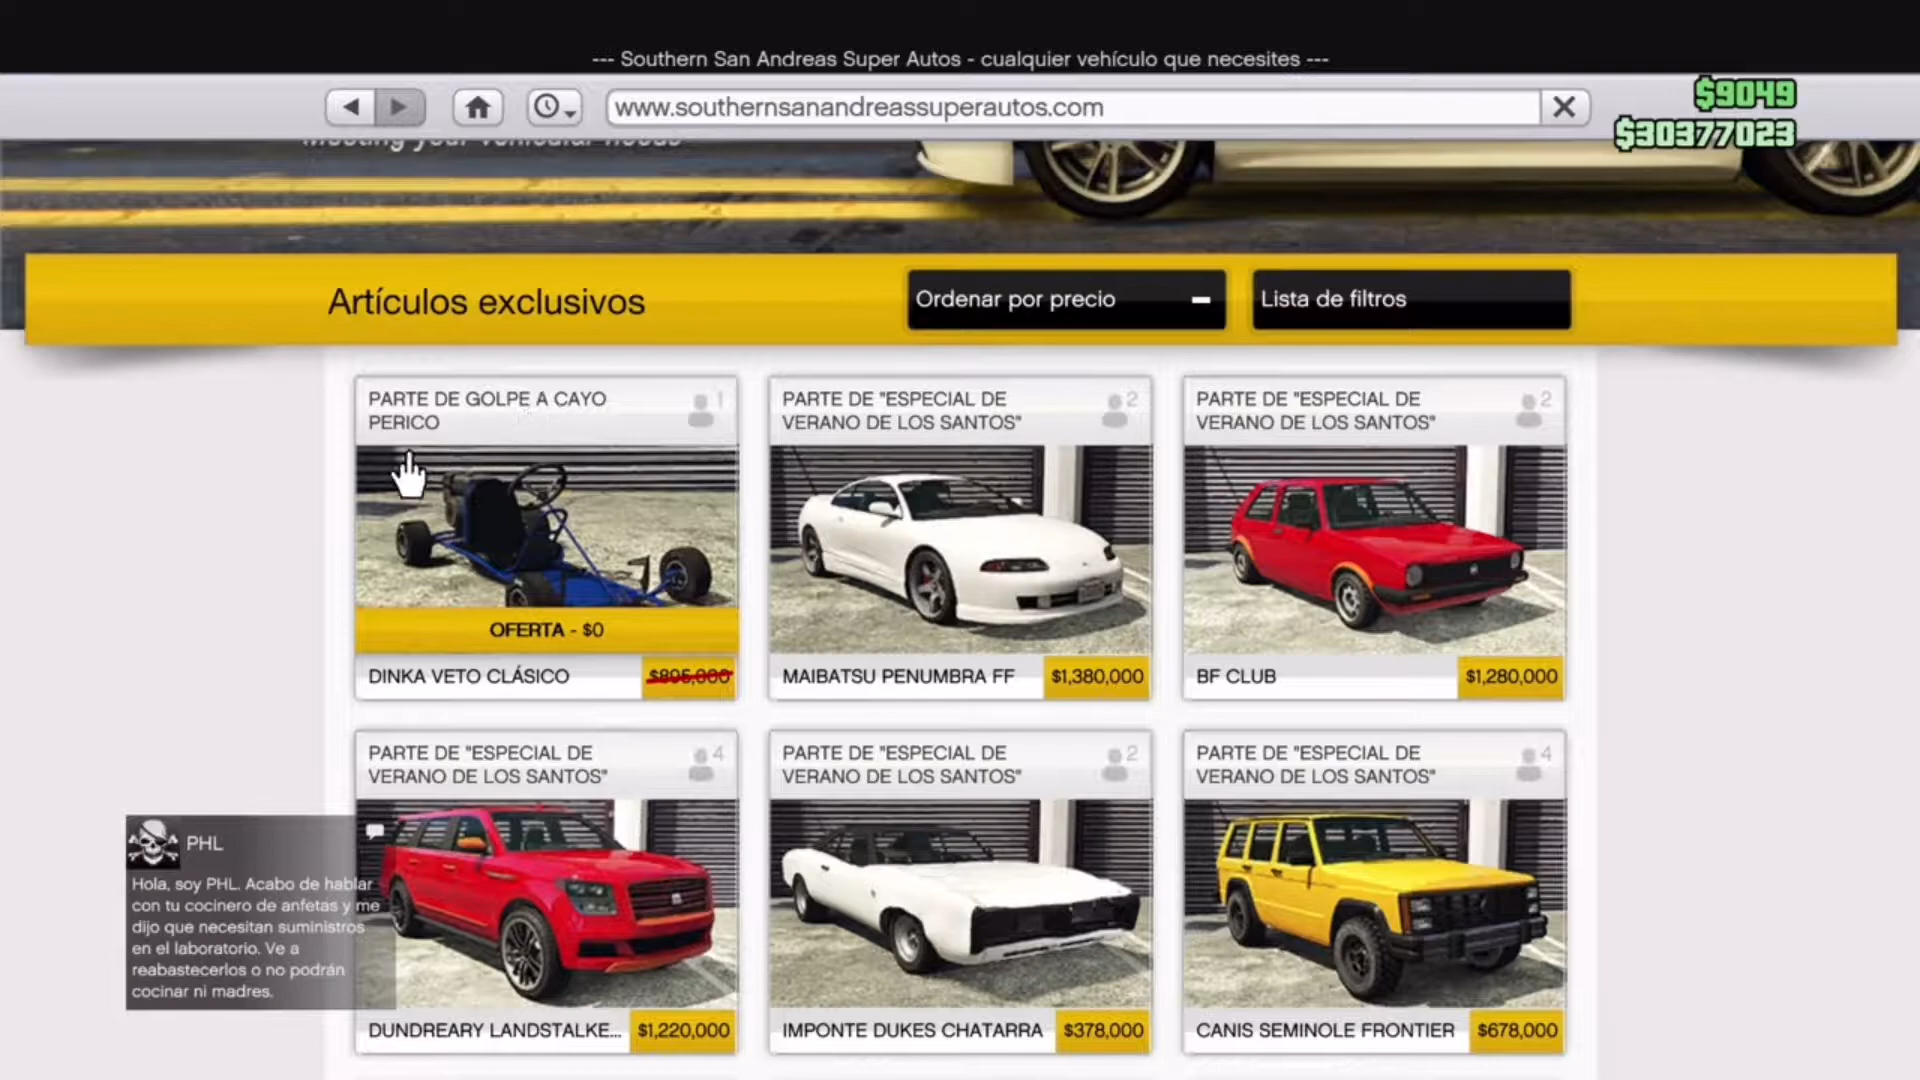 --- Southern San Andreas Super Autos - cualquier vehículo que necesites ---
www.southernsanandreassuperautos.com
$9049
$30377023
Meeting your vehicular needs
Artículos exclusivos
Ordenar por precio
Lista de filtros
PARTE DE GOLPE A CAYO
PERICO
1
OFERTA - $0
DINKA VETO CLÁSICO
$895,000
PARTE DE "ESPECIAL DE
VERANO DE LOS SANTOS"
2
MAIBATSU PENUMBRA FF
$1,380,000
PARTE DE "ESPECIAL DE
VERANO DE LOS SANTOS"
2
BF CLUB
$1,280,000
PARTE DE "ESPECIAL DE
VERANO DE LOS SANTOS"
4
DUNDREARY LANDSTALKE...
$1,220,000
PARTE DE "ESPECIAL DE
VERANO DE LOS SANTOS"
2
IMPONTE DUKES CHATARRA
$378,000
PARTE DE "ESPECIAL DE
VERANO DE LOS SANTOS"
4
CANIS SEMINOLE FRONTIER
$678,000
PHL
Hola, soy PHL. Acabo de hablar
con tu cocinero de anfetas y me
dijo que necesitan suministros
en el laboratorio. Ve a
reabastecerlos o no podrán
cocinar ni madres.